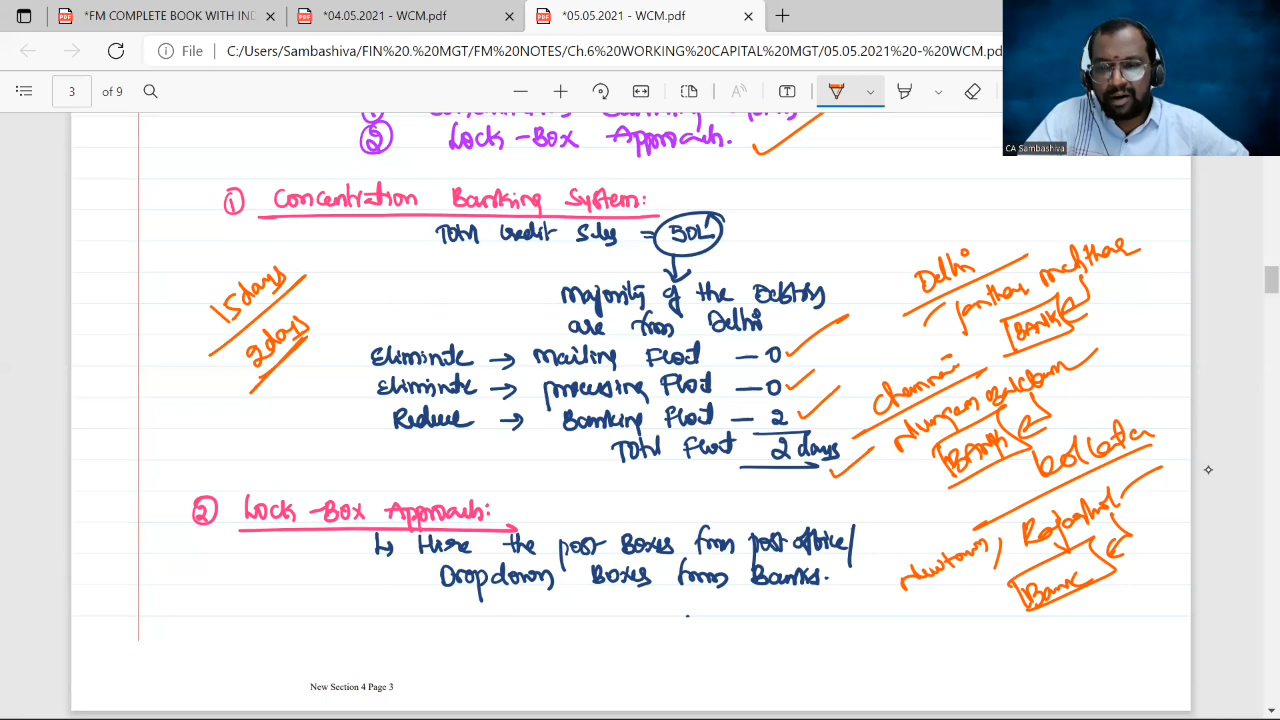 *FM COMPLETE BOOK WITH IND
*04.05.2021 - WCM.pdf
*05.05.2021 - WCM.pdf
File
C:/Users/Sambashiva/FIN%20.%20MGT/FM%20NOTES/Ch.6%20WORKING%20CAPITAL%20MGT/05.05.2021%20-%20WCM.pd
3 of 9
CA Sambashiva
② Lock-Box Approach.
① Concentration Banking System:
Total Credit Sales = 50L
Majority of the Debtors
are from Delhi
Eliminate → Mailing Float — 0
Eliminate → processing Float — 0
Reduce → Banking Float — 2
Total Float 2 days
15 days
2 days
Delhi
BANK
Chennai
BANK
Kolkata
Newtown,
Bank
② Lock-Box Approach:
↳ Hire the post Boxes from post office/
Dropdown Boxes from Banks.
New Section 4 Page 3